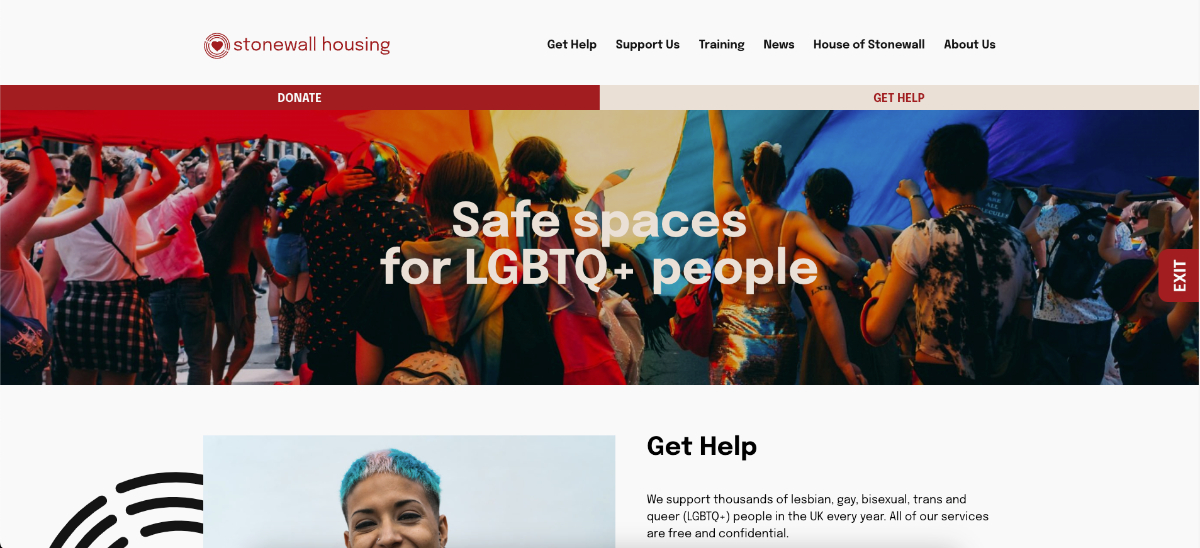 stonewall housing
Get Help Support Us Training News House of Stonewall About Us
DONATE GET HELP
Safe spaces
for LGBTQ+ people
EXIT
Get Help
We support thousands of lesbian, gay, bisexual, trans and
queer (LGBTQ+) people in the UK every year. All of our services
are free and confidential.